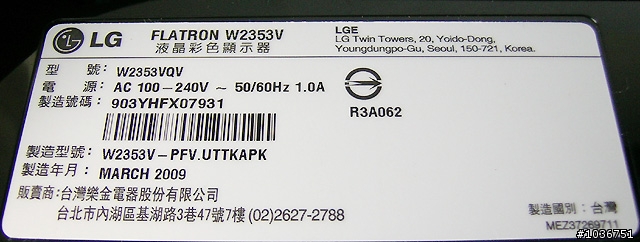 LG FLATRON W2353V
液晶彩色顯示器
LGE
LG Twin Towers, 20, Yoido-Dong,
Youngdungpo-Gu, Seoul, 150-721, Korea.
型 號: W2353VQV
電 源: AC 100-240V ~ 50/60Hz 1.0A
製造號碼: 903YHFX07931
R3A062
製造型號: W2353V-PFV.UTTKAPK
製造年月: MARCH 2009
販賣商: 台灣樂金電器股份有限公司
台北市內湖區基湖路3巷47號7樓 (02)2627-2788
製造國別: 台灣
MEZ37269711
#1036751